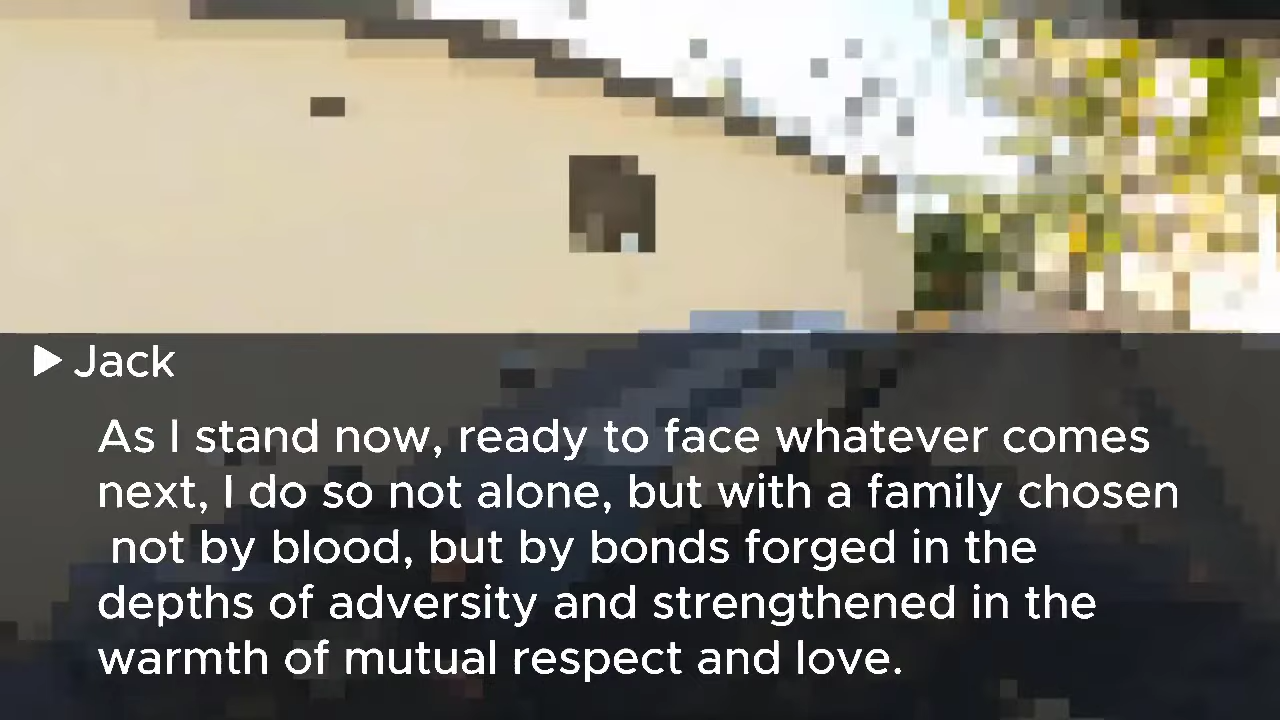 Jack
As I stand now, ready to face whatever comes
next, I do so not alone, but with a family chosen
not by blood, but by bonds forged in the
depths of adversity and strengthened in the
warmth of mutual respect and love.